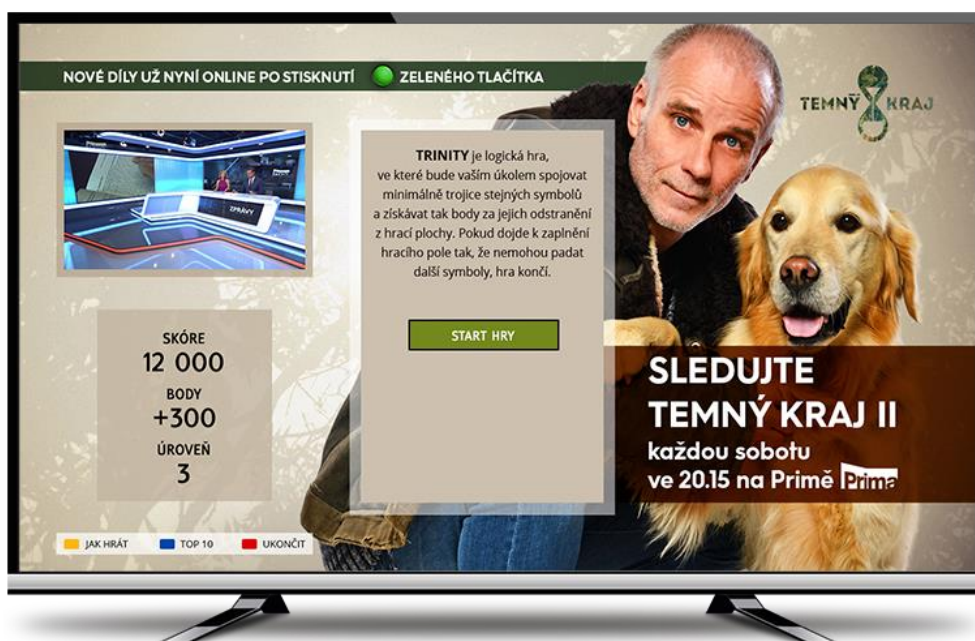 NOVÉ DÍLY UŽ NYNÍ ONLINE PO STISKNUTÍ ZELENÉHO TLAČÍTKA
TEMNÝ KRAJ
ZPRÁVY
TRINITY je logická hra,
ve které bude vaším úkolem spojovat
minimálně trojice stejných symbolů
a získávat tak body za jejich odstranění
z hrací plochy. Pokud dojde k zaplnění
hracího pole tak, že nemohou padat
další symboly, hra končí.
START HRY
SKÓRE
12 000
BODY
+300
ÚROVEŇ
3
SLEDUJTE
TEMNÝ KRAJ II
každou sobotu
ve 20.15 na Primě Prima
JAK HRÁT TOP 10 UKONČIT